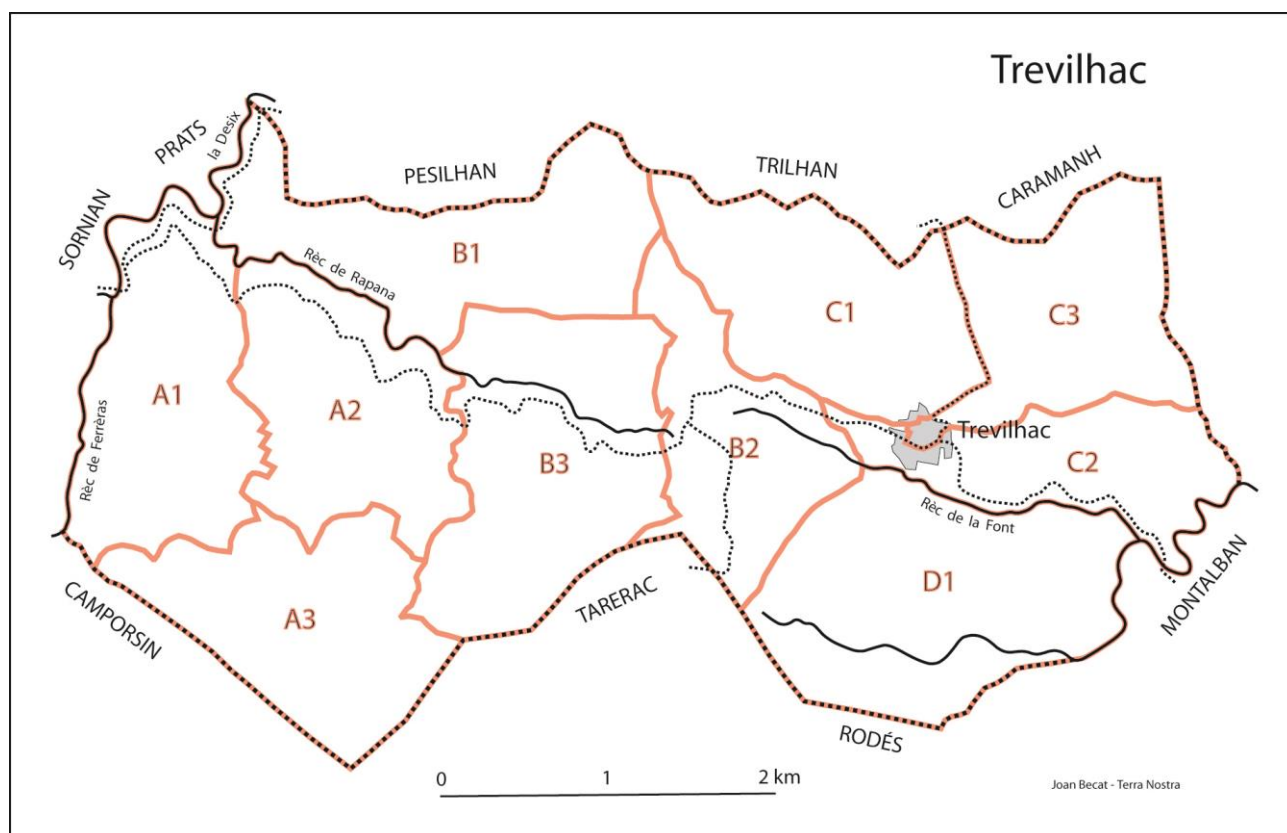 Trevilhac
PRATS
la Desix
PESILHAN
TRILHAN
CARAMANH
SORNIAN
B1
Rèc de Rapana
C1
C3
A1
A2
Rèc de Ferrèras
Trevilhac
B3
B2
C2
Rèc de la Font
D1
A3
CAMPORSIN
TARERAC
MONTALBAN
RODÉS
0 1 2 km
Joan Becat - Terra Nostra